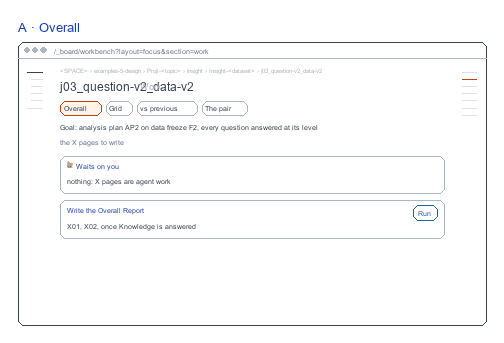 A · Overall
/_board/workbench?layout=focus&section=work
<SPACE> › examples-5-design › Proji-<topic> › insight › insight-<dataset> › j03_question-v2_data-v2
j03_question-v2_data-v2
Overall
Grid
vs previous
The pair
Goal: analysis plan AP2 on data freeze F2, every question answered at its level
the X pages to write
Waits on you
nothing: X pages are agent work
Write the Overall Report
Run
X01, X02, once Knowledge is answered